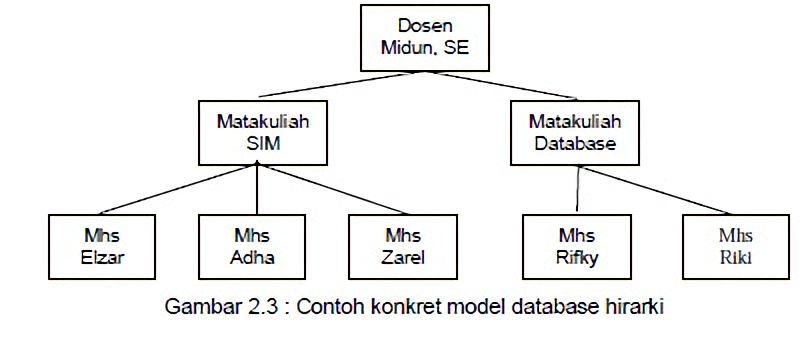 Dosen
Midun, SE
Matakuliah
SIM
Matakuliah
Database
Mhs
Elzar
Mhs
Adha
Mhs
Zarel
Mhs
Rifky
Mhs
Riki
Gambar 2.3 : Contoh konkret model database hirarki